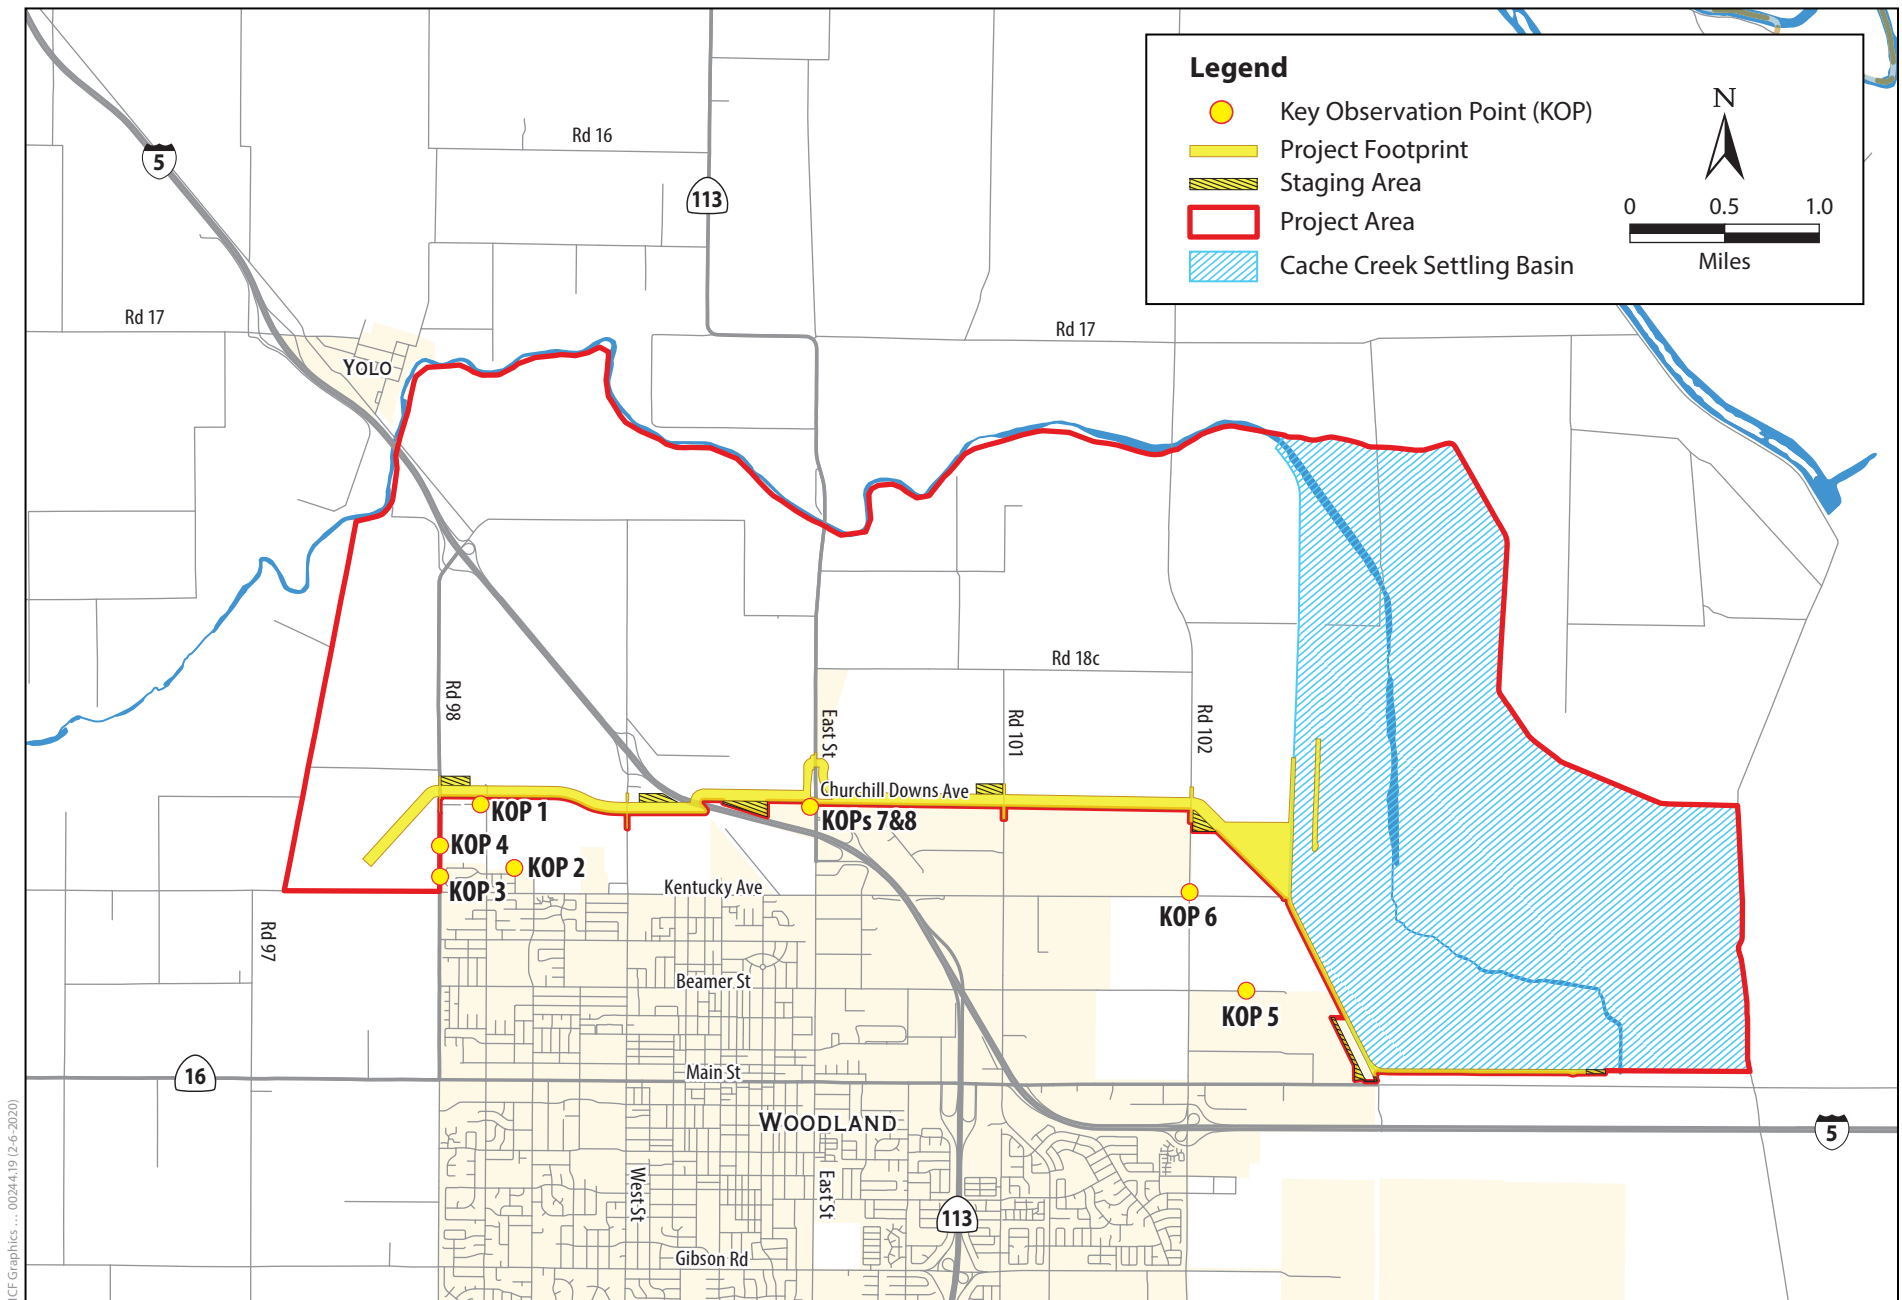 Legend
Key Observation Point (KOP)
Project Footprint
Staging Area
Project Area
Cache Creek Settling Basin
N
0 0.5 1.0
Miles
Rd 16
5
113
Rd 17
Rd 17
YOLO
Rd 18c
Rd 98
East St
Rd 101
Rd 102
Churchill Downs Ave
KOP 1
KOPs 7&8
KOP 4
KOP 2
KOP 3
Kentucky Ave
KOP 6
Rd 97
Beamer St
KOP 5
16
Main St
WOODLAND
5
West St
East St
113
Gibson Rd
ICF Graphics … 00244.19 (2-6-2020)